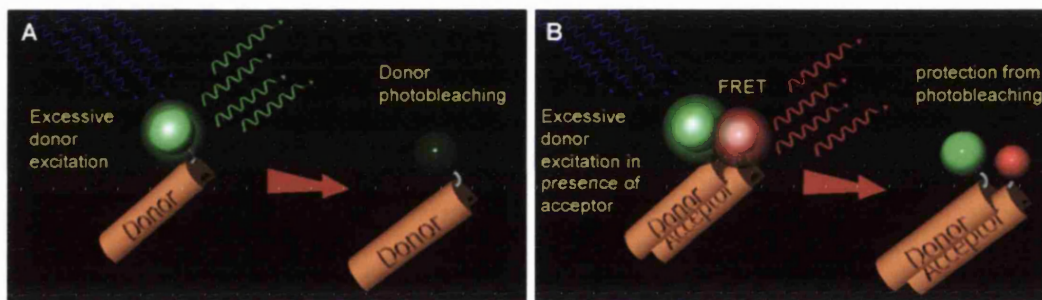 A
Excessive
donor
excitation
Donor
Donor
photobleaching
Donor
B
Excessive
donor
excitation in
presence of
acceptor
FRET
Donor
Acceptor
protection from
photobleaching
Donor
Acceptor